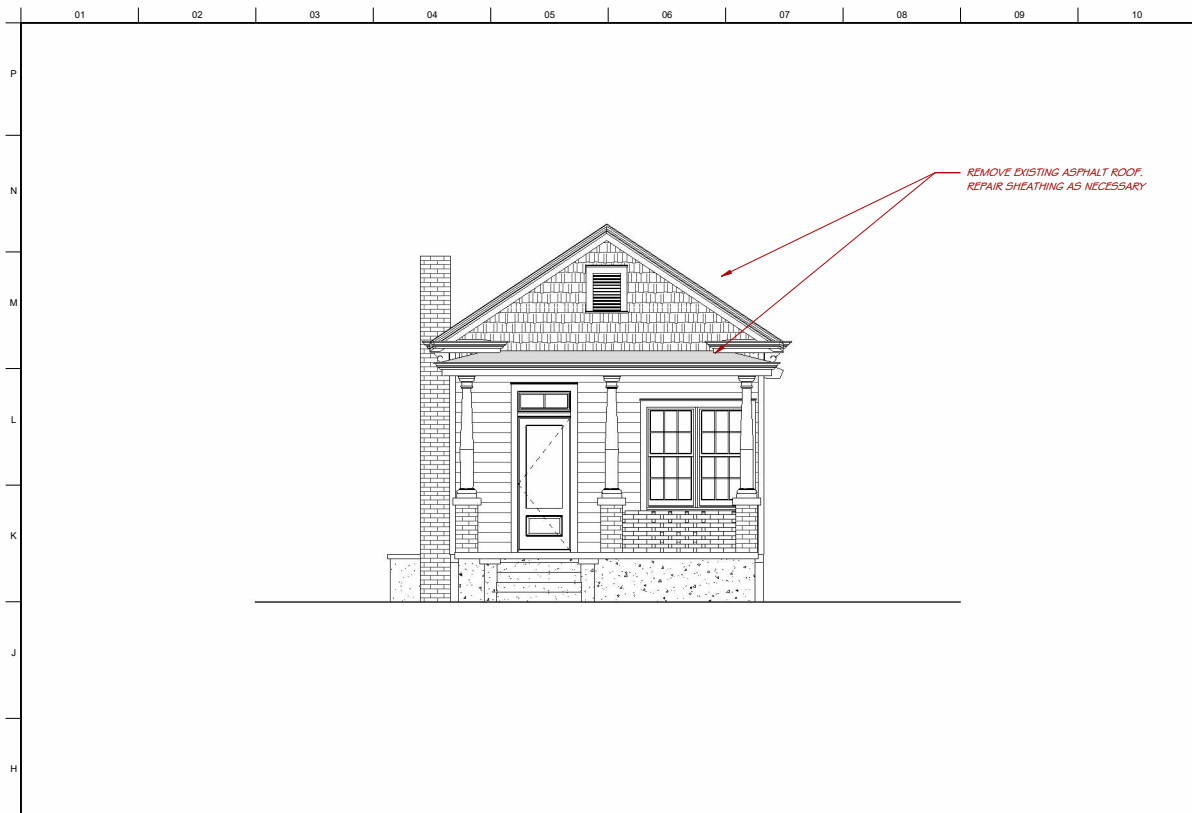 01 02 03 04 05 06 07 08 09 10
P
N
REMOVE EXISTING ASPHALT ROOF.
REPAIR SHEATHING AS NECESSARY
M
L
K
J
H